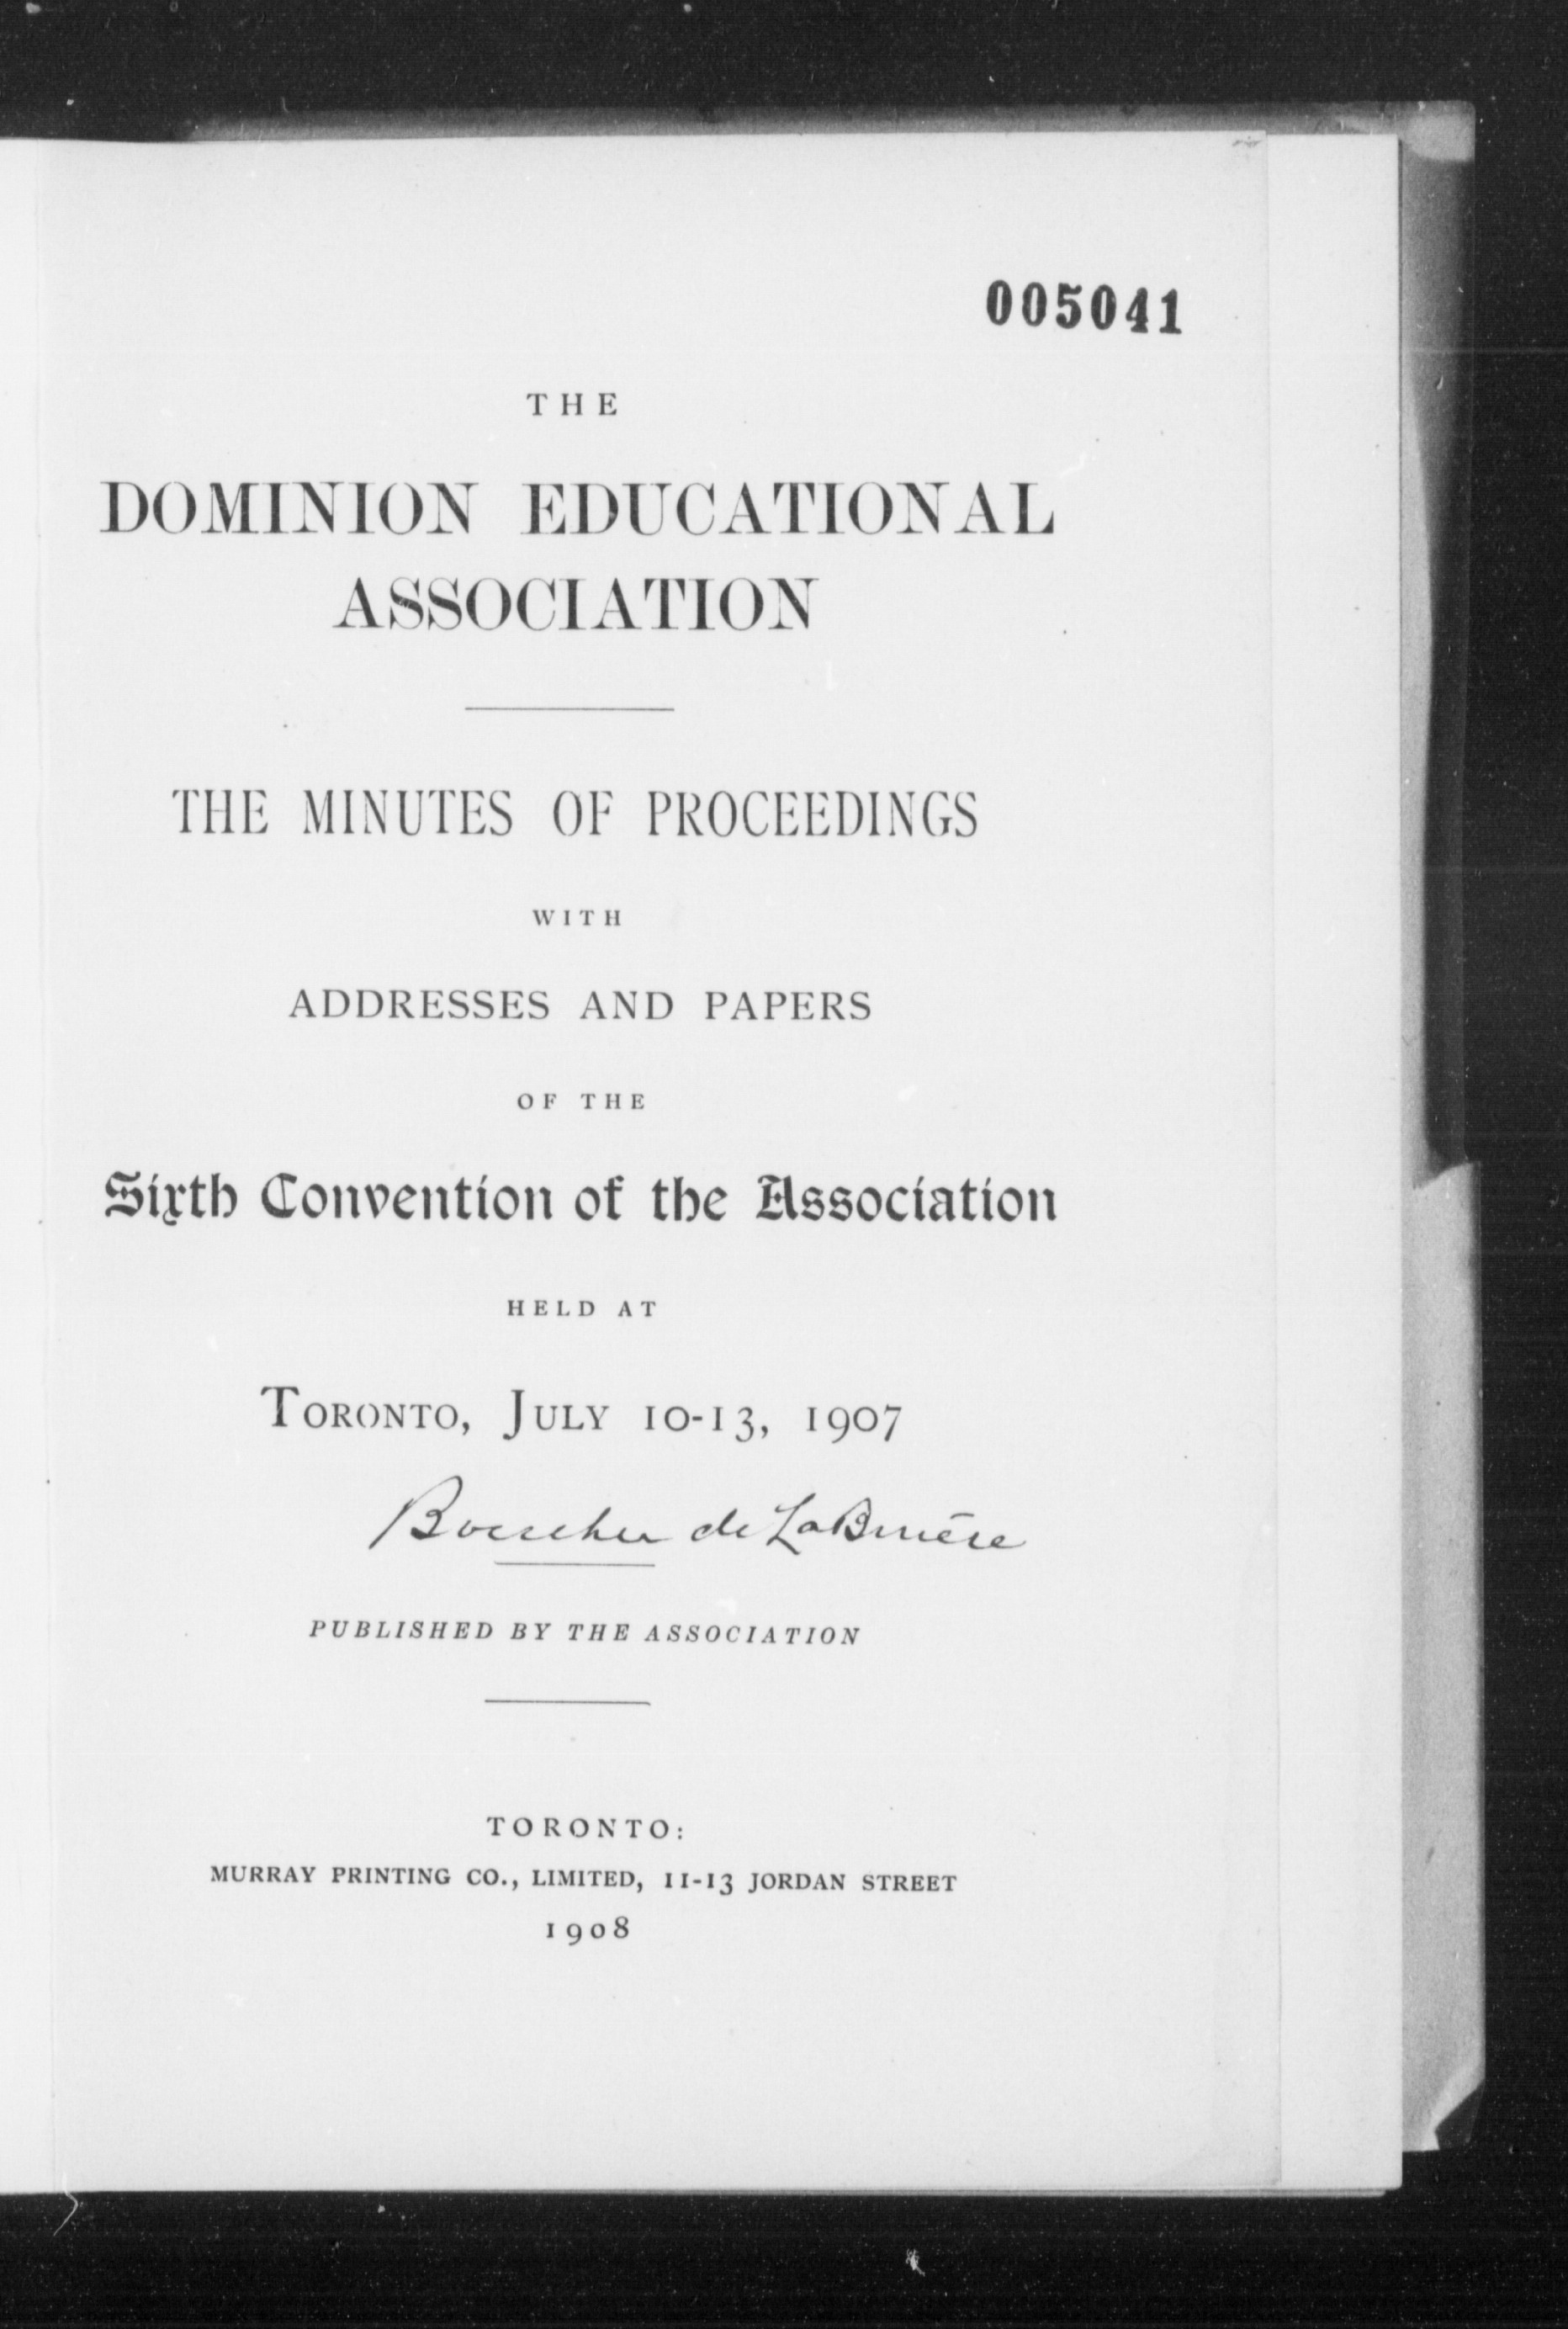 005041
THE
DOMINION EDUCATIONAL
ASSOCIATION
THE MINUTES OF PROCEEDINGS
WITH
ADDRESSES AND PAPERS
OF THE
Sixth Convention of the Association
HELD AT
TORONTO, JULY 10-13, 1907
Boucher de LaBruère
PUBLISHED BY THE ASSOCIATION
TORONTO:
MURRAY PRINTING CO., LIMITED, 11-13 JORDAN STREET
1908